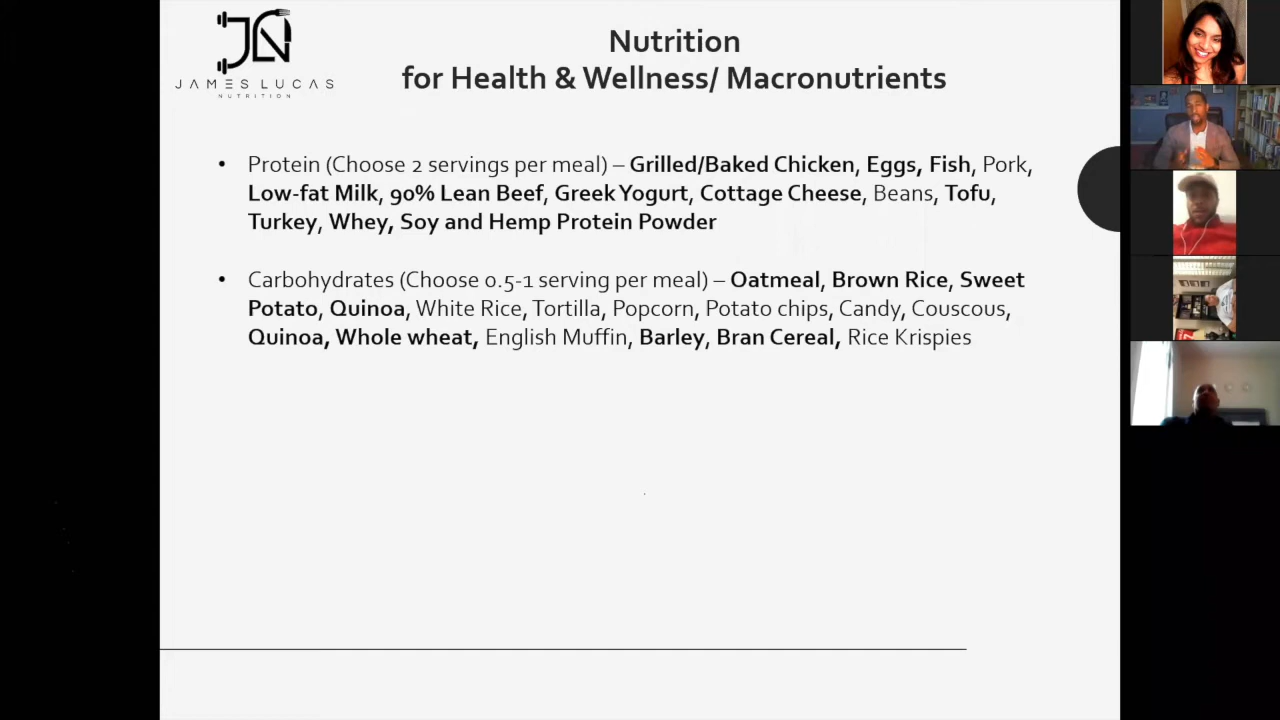 JN
JAMES LUCAS
NUTRITION
Nutrition
for Health & Wellness/ Macronutrients
• Protein (Choose 2 servings per meal) – Grilled/Baked Chicken, Eggs, Fish, Pork,
Low-fat Milk, 90% Lean Beef, Greek Yogurt, Cottage Cheese, Beans, Tofu,
Turkey, Whey, Soy and Hemp Protein Powder
• Carbohydrates (Choose 0.5-1 serving per meal) – Oatmeal, Brown Rice, Sweet
Potato, Quinoa, White Rice, Tortilla, Popcorn, Potato chips, Candy, Couscous,
Quinoa, Whole wheat, English Muffin, Barley, Bran Cereal, Rice Krispies